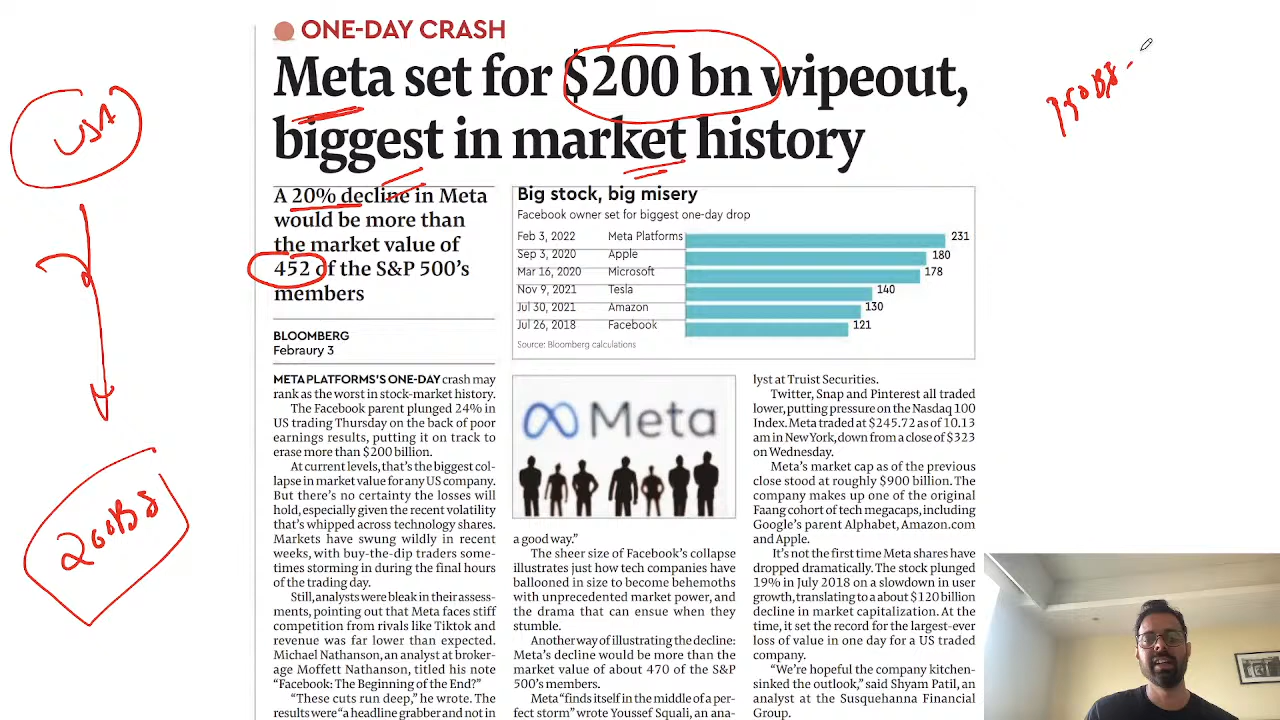 ONE-DAY CRASH
Meta set for $200 bn wipeout,
biggest in market history
USA
200B$
A 20% decline in Meta
would be more than
the market value of
452 of the S&P 500's
members
BLOOMBERG
Febraury 3
Big stock, big misery
Facebook owner set for biggest one-day drop
Feb 3, 2022 Meta Platforms 231
Sep 3, 2020 Apple 180
Mar 16, 2020 Microsoft 178
Nov 9, 2021 Tesla 140
Jul 30, 2021 Amazon 130
Jul 26, 2018 Facebook 121
Source: Bloomberg calculations
META PLATFORMS'S ONE-DAY crash may
rank as the worst in stock-market history.
The Facebook parent plunged 24% in
US trading Thursday on the back of poor
earnings results, putting it on track to
erase more than $200 billion.
At current levels, that's the biggest col-
lapse in market value for any US company.
But there's no certainty the losses will
hold, especially given the recent volatility
that's whipped across technology shares.
Markets have swung wildly in recent
weeks, with buy-the-dip traders some-
times storming in during the final hours
of the trading day.
Still, analysts were bleak in their assess-
ments, pointing out that Meta faces stiff
competition from rivals like Tiktok and
revenue was far lower than expected.
Michael Nathanson, an analyst at broker-
age Moffett Nathanson, titled his note
"Facebook: The Beginning of the End?"
"These cuts run deep," he wrote. The
results were "a headline grabber and not in
Meta
a good way."
The sheer size of Facebook's collapse
illustrates just how tech companies have
ballooned in size to become behemoths
with unprecedented market power, and
the drama that can ensue when they
stumble.
Another way of illustrating the decline:
Meta's decline would be more than the
market value of about 470 of the S&P
500's members.
Meta "finds itself in the middle of a per-
fect storm" wrote Youssef Squali, an ana-
lyst at Truist Securities.
Twitter, Snap and Pinterest all traded
lower, putting pressure on the Nasdaq 100
Index. Meta traded at $245.72 as of 10.13
am in New York, down from a close of $323
on Wednesday.
Meta's market cap as of the previous
close stood at roughly $900 billion. The
company makes up one of the original
Faang cohort of tech megacaps, including
Google's parent Alphabet, Amazon.com
and Apple.
It's not the first time Meta shares have
dropped dramatically. The stock plunged
19% in July 2018 on a slowdown in user
growth, translating to a about $120 billion
decline in market capitalization. At the
time, it set the record for the largest-ever
loss of value in one day for a US traded
company.
"We're hopeful the company kitchen-
sinked the outlook," said Shyam Patil, an
analyst at the Susquehanna Financial
Group.